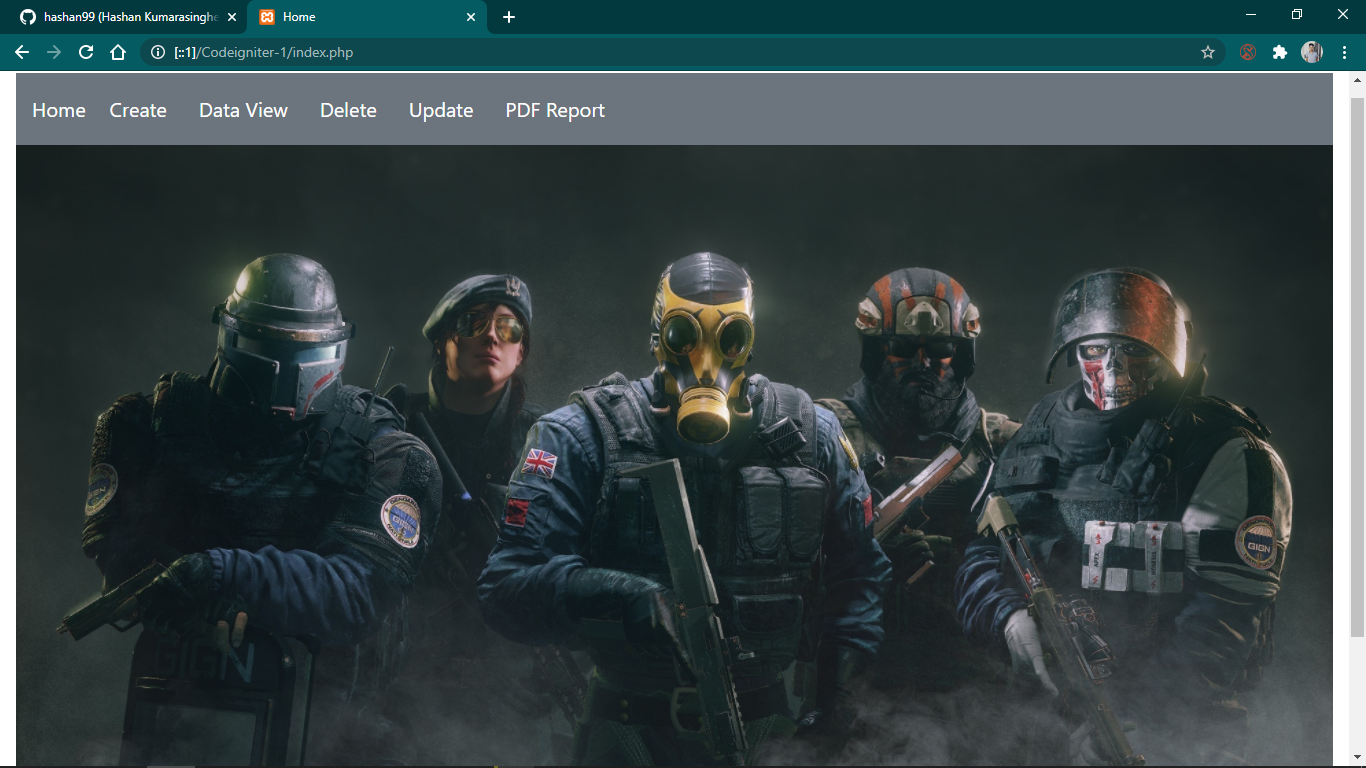 hashan99 (Hashan Kumarasinghe
Home
[::1]/Codeigniter-1/index.php
Home Create Data View Delete Update PDF Report
GIGN
GIGN
GIGN